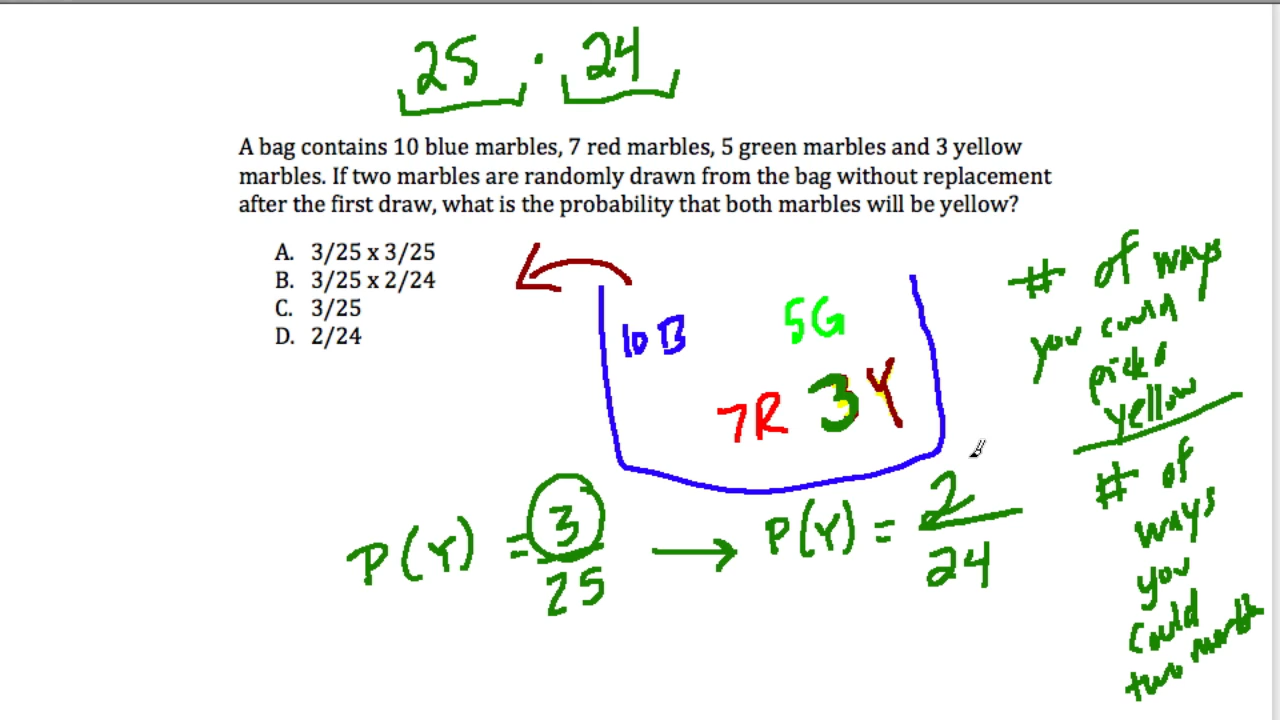 25 · 24
A bag contains 10 blue marbles, 7 red marbles, 5 green marbles and 3 yellow
marbles. If two marbles are randomly drawn from the bag without replacement
after the first draw, what is the probability that both marbles will be yellow?
A. 3/25 x 3/25
B. 3/25 x 2/24
C. 3/25
D. 2/24
10 B
5G
7R 3Y
P(Y) = 3/25 → P(Y) = 2/24
# of ways
you could
pick
yellow
# of
ways
you
could
two